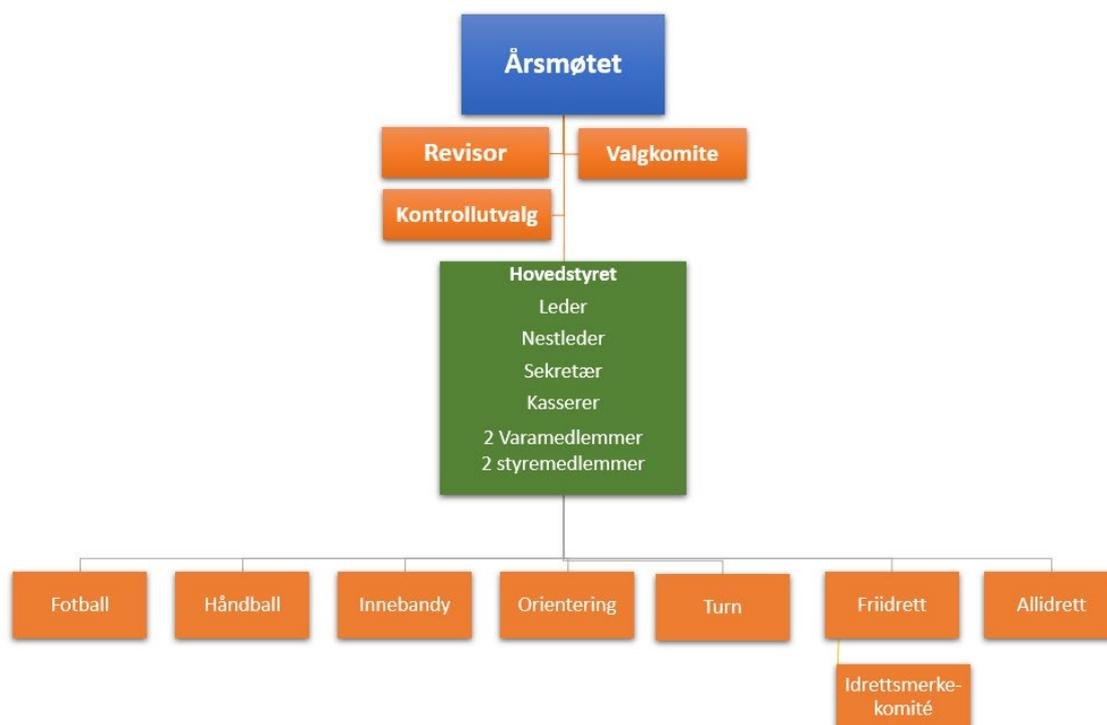 Årsmøtet
Revisor
Valgkomite
Kontrollutvalg
Hovedstyret
Leder
Nestleder
Sekretær
Kasserer
2 Varamedlemmer
2 styremedlemmer
Fotball
Håndball
Innebandy
Orientering
Turn
Friidrett
Allidrett
Idrettsmerke-
komité